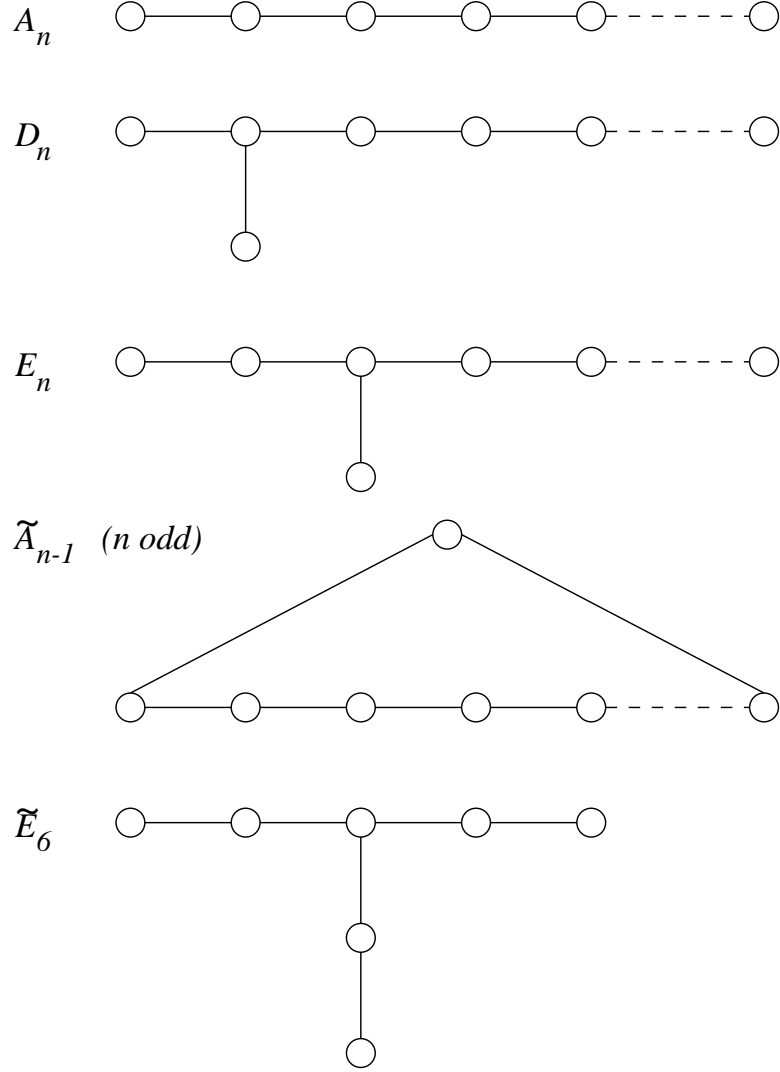 A_n
D_n
E_n
Ã_{n-1} (n odd)
Ẽ_6